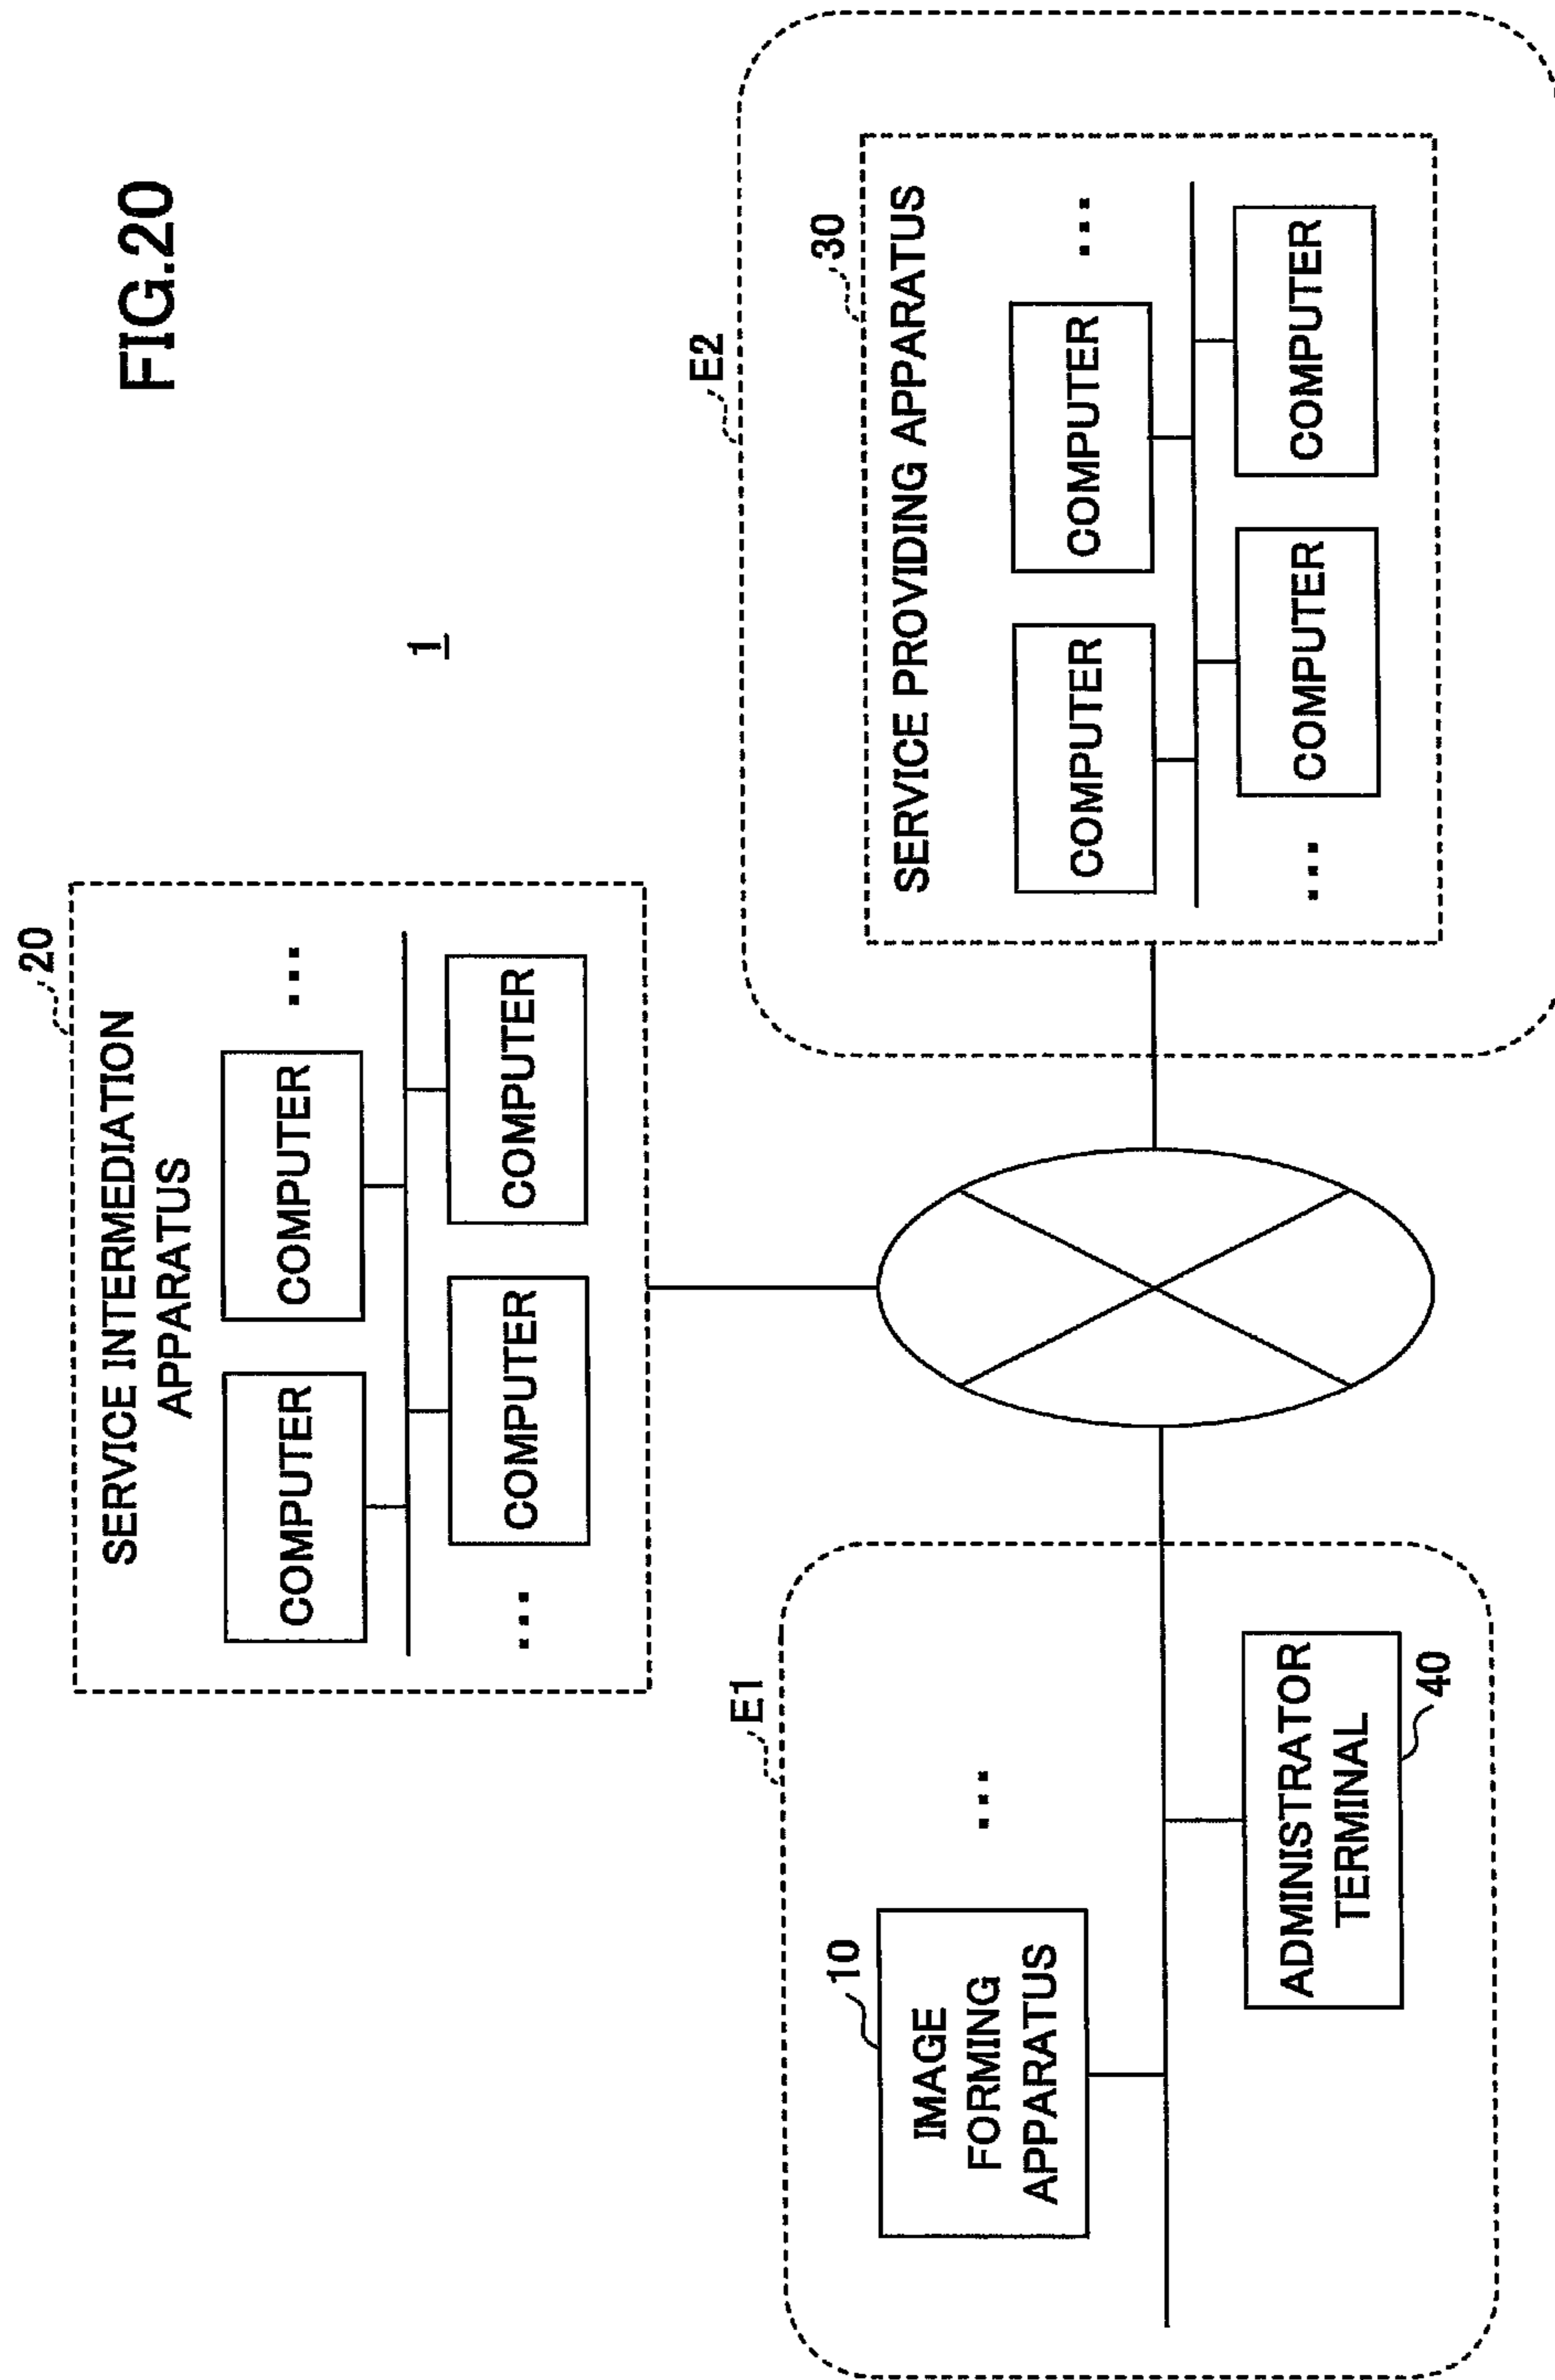 FIG.20
1
20
SERVICE INTERMEDIATION
APPARATUS
COMPUTER
COMPUTER
...
...
COMPUTER
COMPUTER
E1
10
IMAGE
FORMING
APPARATUS
...
ADMINISTRATOR
TERMINAL
40
E2
30
SERVICE PROVIDING APPARATUS
COMPUTER
COMPUTER
...
...
COMPUTER
COMPUTER